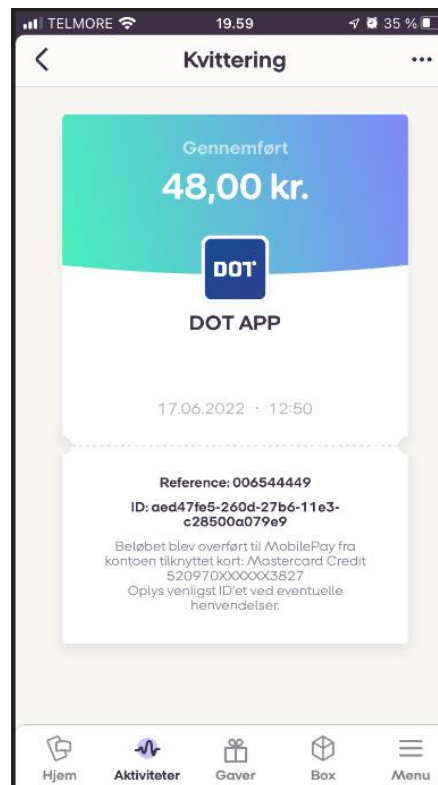 TELMORE 19.59 35 %
Kvittering
Gennemført
48,00 kr.
DOT
DOT APP
17.06.2022 · 12:50
Reference: 006544449
ID: aed47fe5-260d-27b6-11e3-
c28500a079e9
Beløbet blev overført til MobilePay fra
kontoen tilknyttet kort: Mastercard Credit
520970XXXXXX3827
Oplys venligst ID'et ved eventuelle
henvendelser.
Hjem Aktiviteter Gaver Box Menu